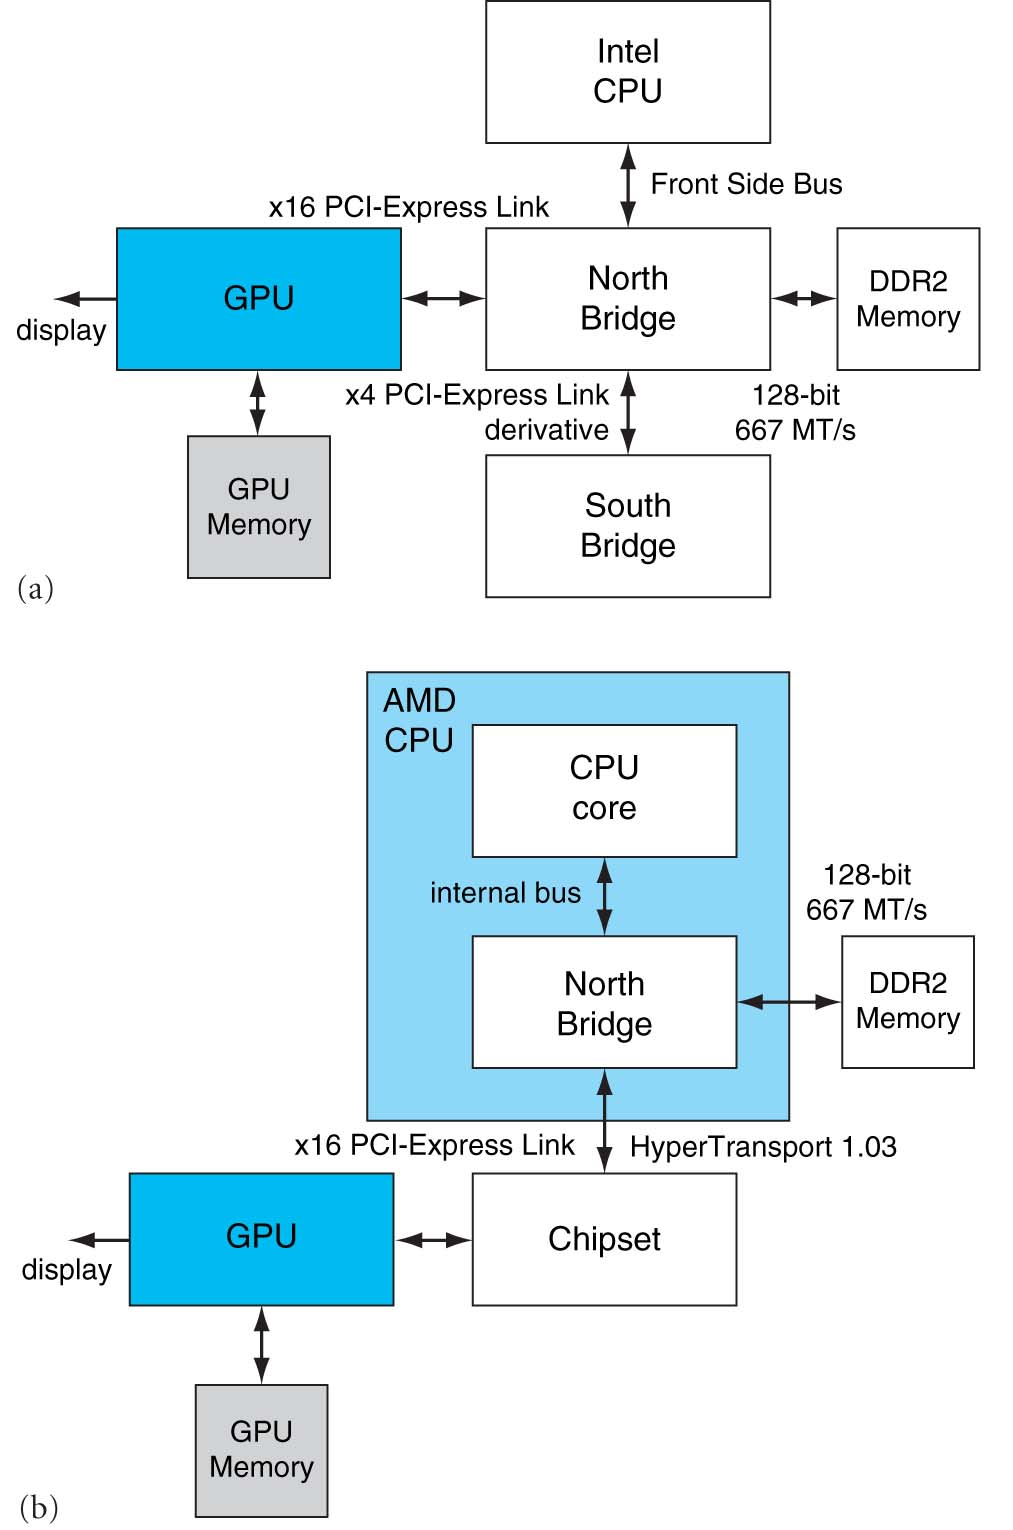 Intel
CPU
Front Side Bus
x16 PCI-Express Link
GPU
North
Bridge
DDR2
Memory
display
x4 PCI-Express Link
derivative
128-bit
667 MT/s
GPU
Memory
South
Bridge
(a)
AMD
CPU
CPU
core
internal bus
128-bit
667 MT/s
North
Bridge
DDR2
Memory
x16 PCI-Express Link
HyperTransport 1.03
GPU
Chipset
display
GPU
Memory
(b)